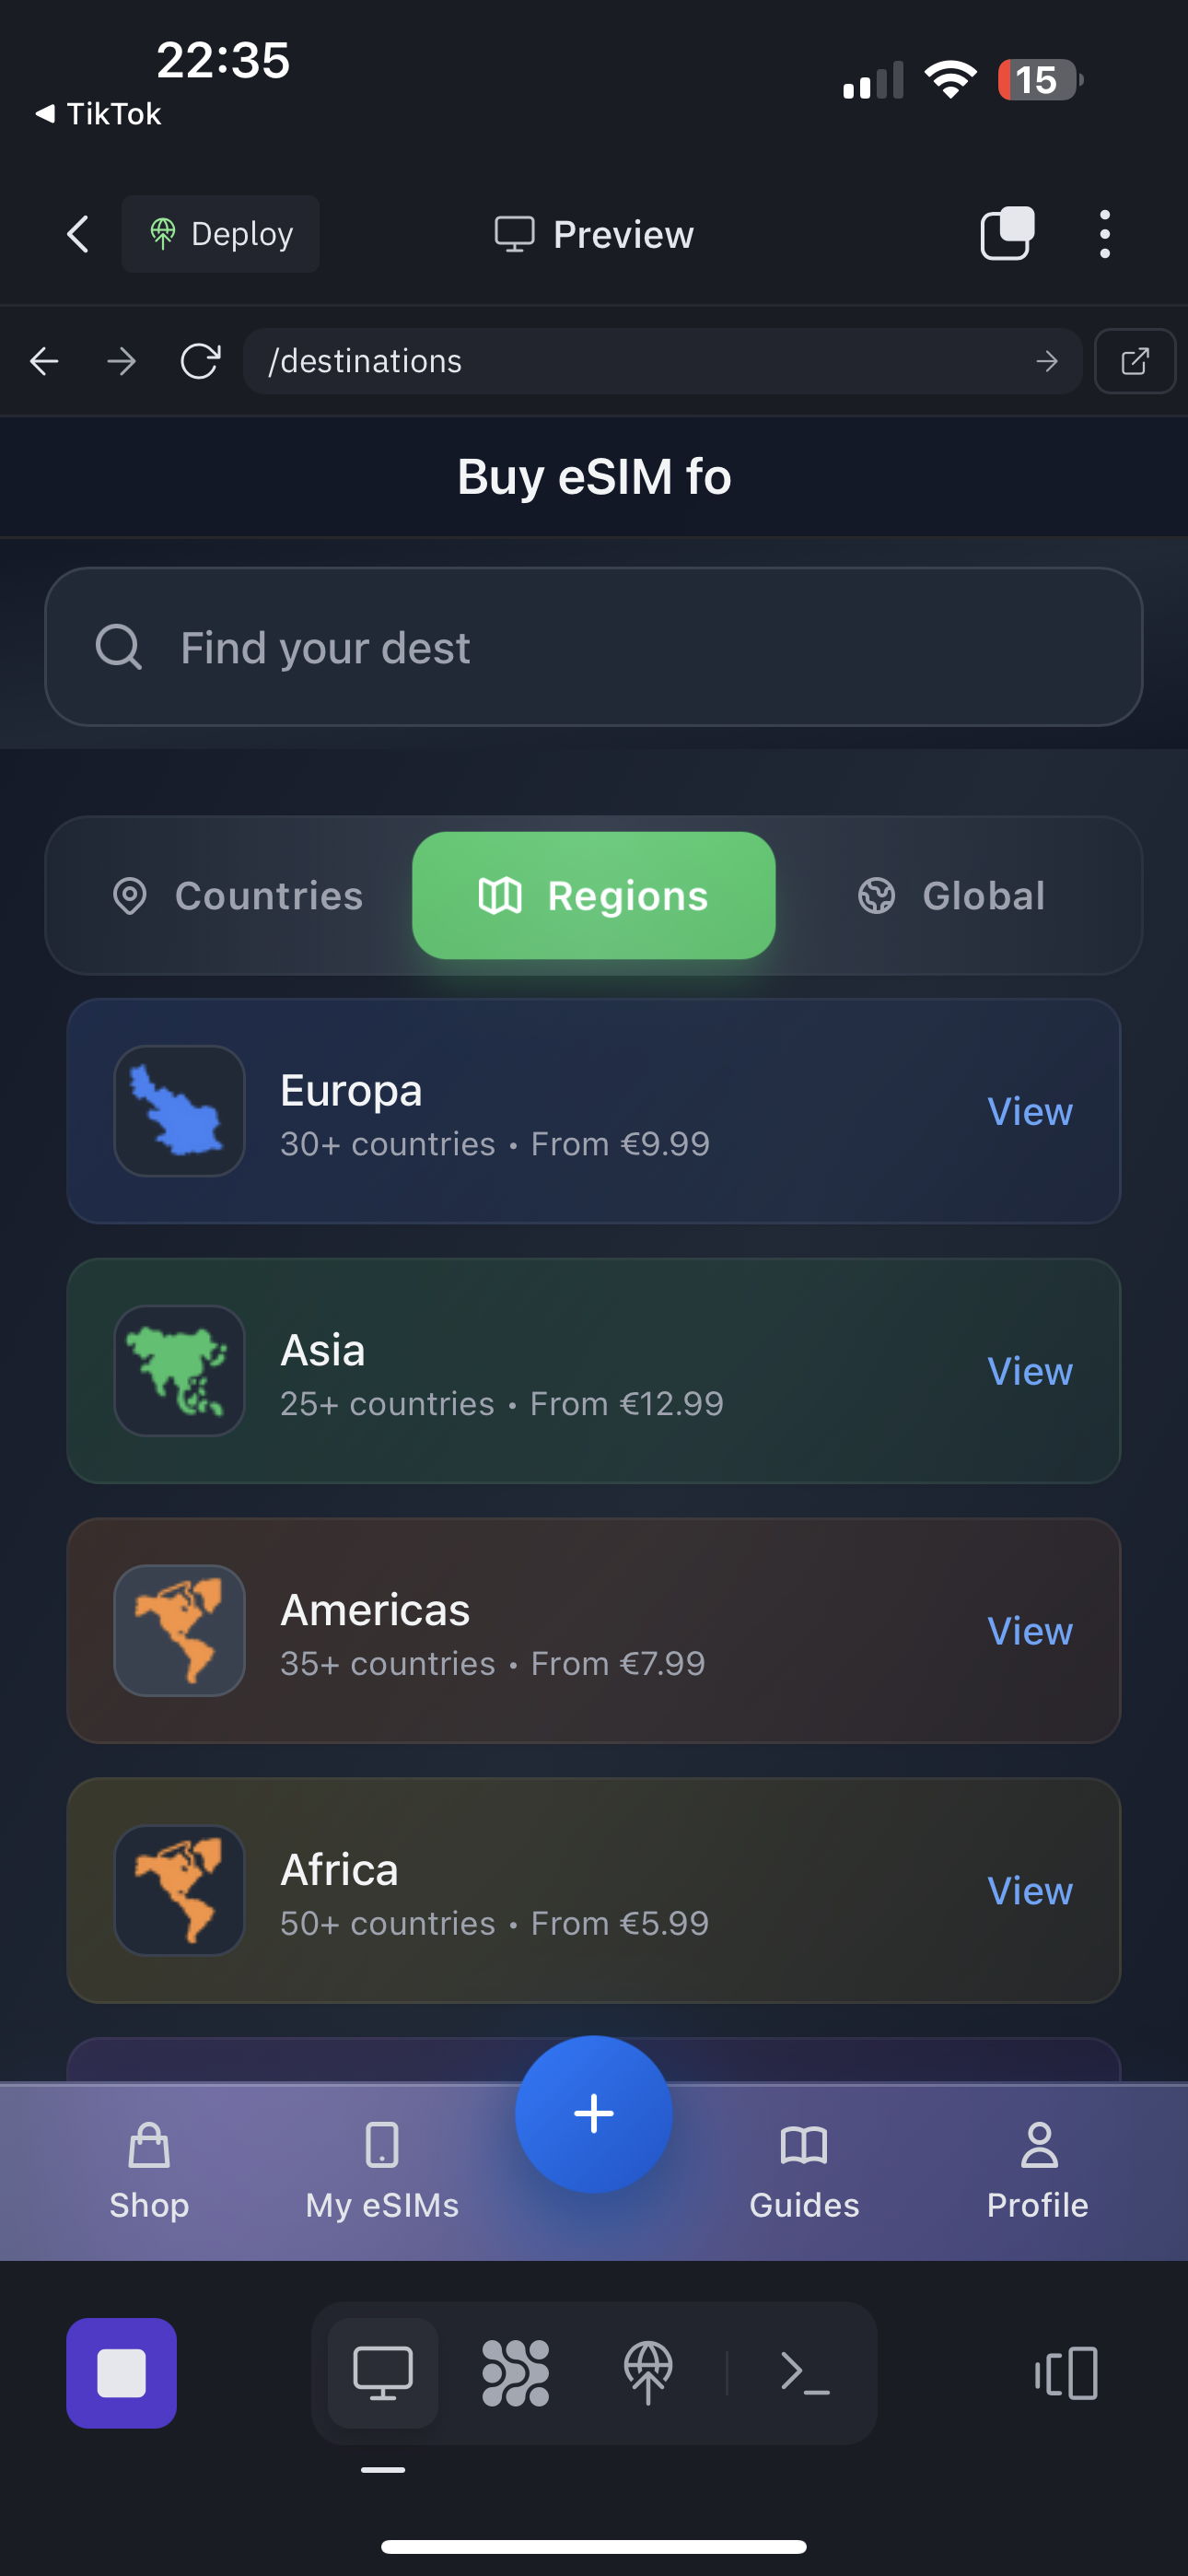 22:35
15
TikTok
Deploy
Preview
/destinations
Buy eSIM fo
Find your dest
Countries
Regions
Global
Europa
30+ countries • From €9.99
View
Asia
25+ countries • From €12.99
View
Americas
35+ countries • From €7.99
View
Africa
50+ countries • From €5.99
View
Shop
My eSIMs
Guides
Profile